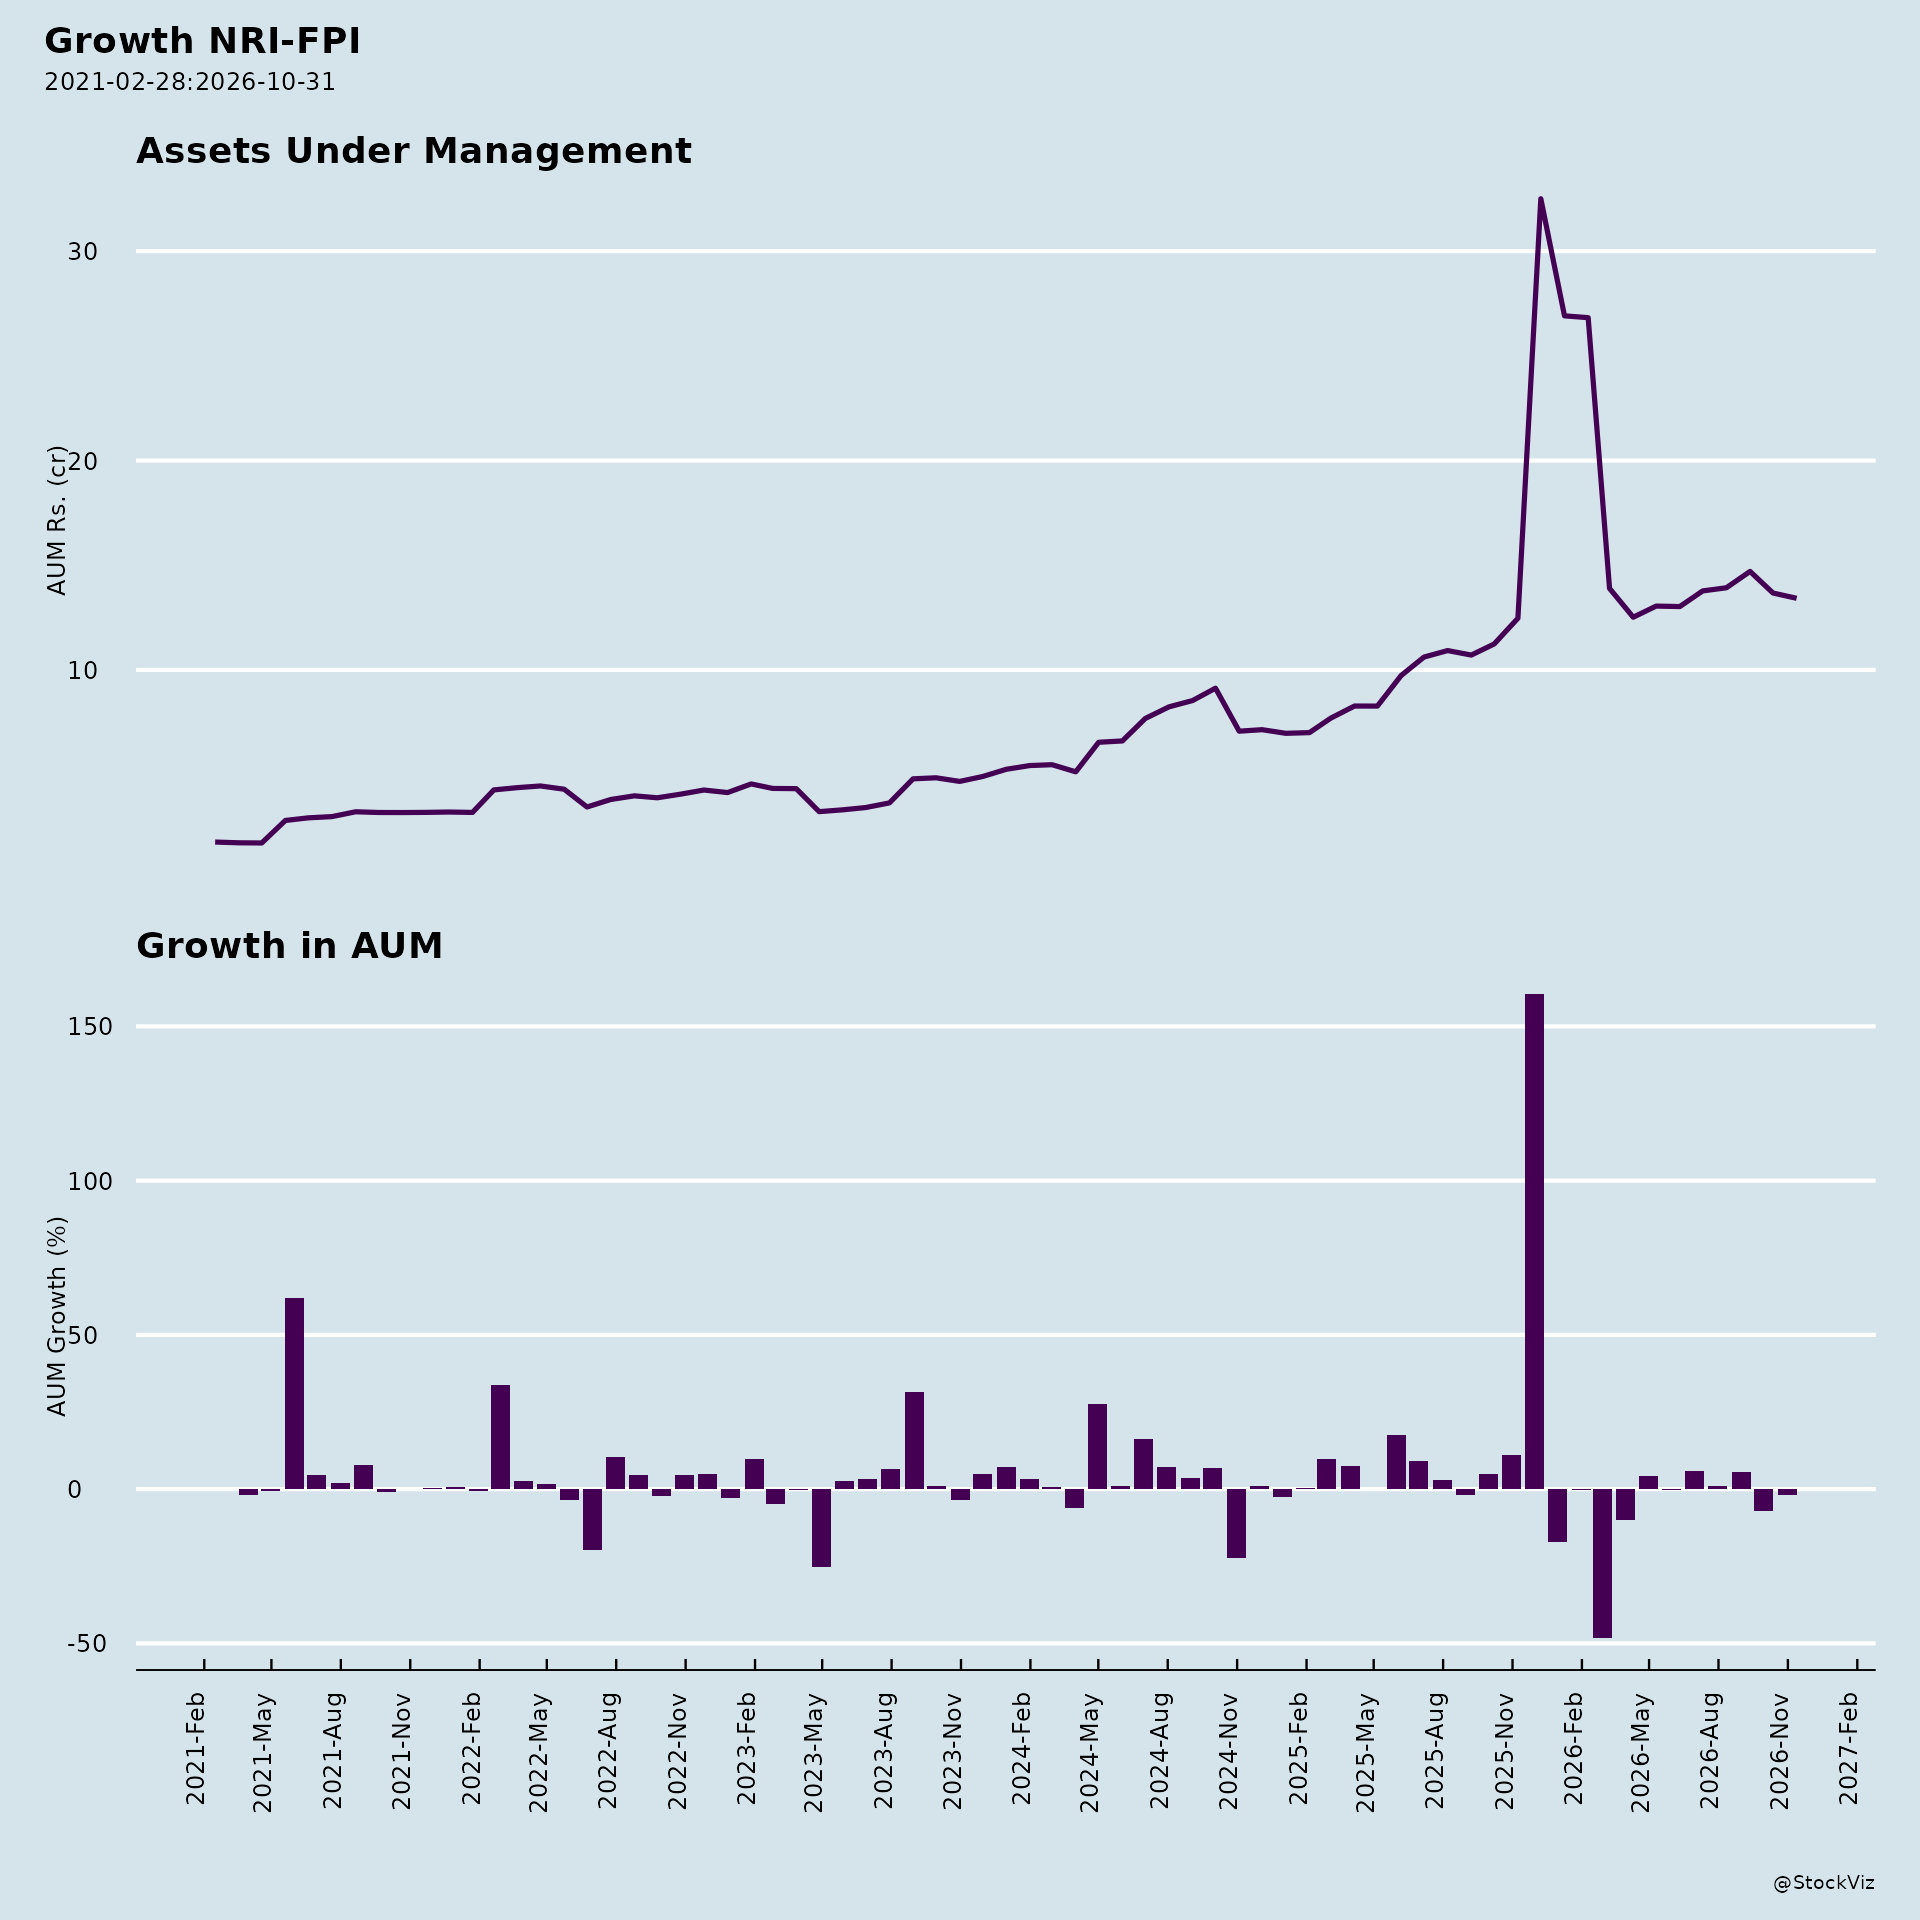 Growth NRI-FPI
2021-02-28:2026-10-31
Assets Under Management
AUM Rs. (cr)
30
20
10
Growth in AUM
AUM Growth (%)
150
100
50
0
-50
2021-Feb
2021-May
2021-Aug
2021-Nov
2022-Feb
2022-May
2022-Aug
2022-Nov
2023-Feb
2023-May
2023-Aug
2023-Nov
2024-Feb
2024-May
2024-Aug
2024-Nov
2025-Feb
2025-May
2025-Aug
2025-Nov
2026-Feb
2026-May
2026-Aug
2026-Nov
2027-Feb
@StockViz